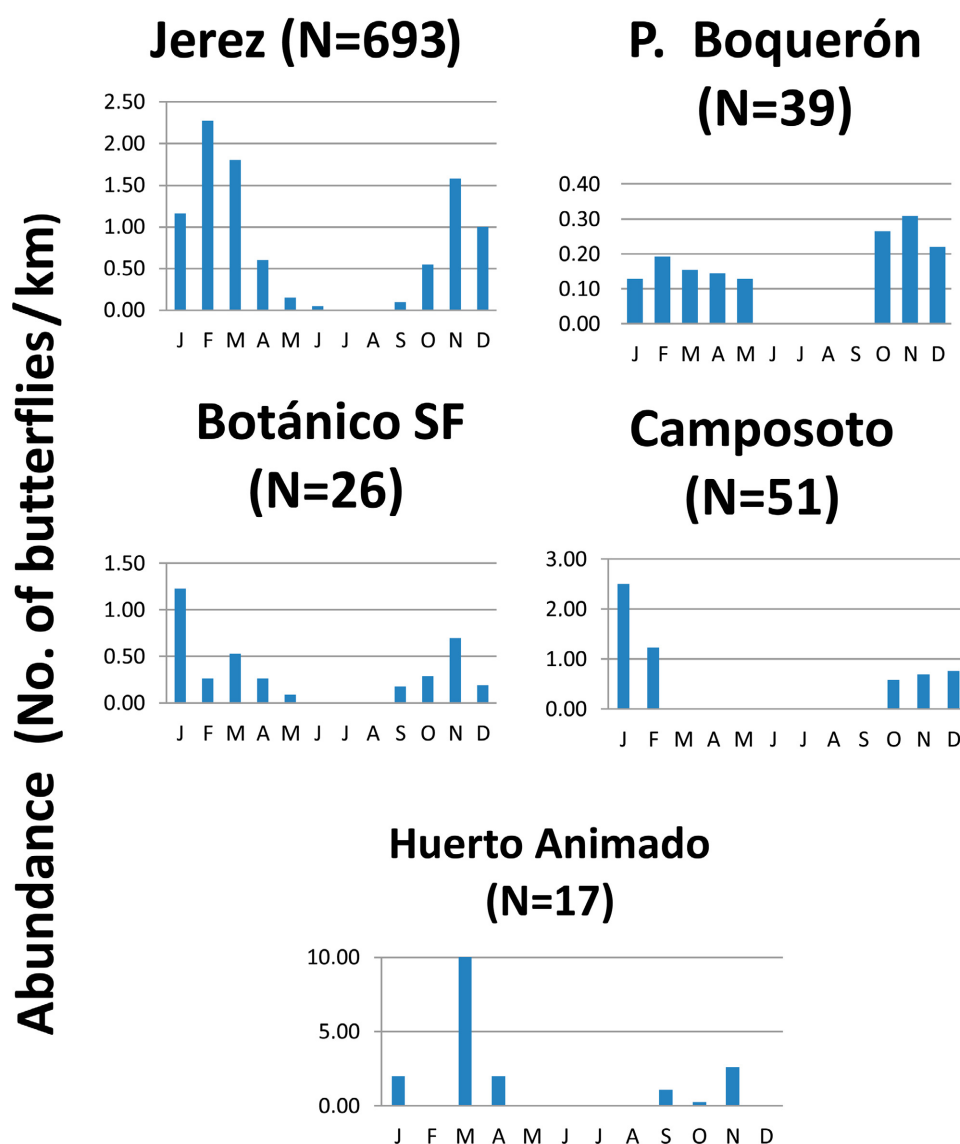 Abundance (No. of butterflies/km)
Jerez (N=693)
2.50
2.00
1.50
1.00
0.50
0.00
J F M A M J J A S O N D
P. Boquerón
(N=39)
0.40
0.30
0.20
0.10
0.00
J F M A M J J A S O N D
Botánico SF
(N=26)
1.50
1.00
0.50
0.00
J F M A M J J A S O N D
Camposoto
(N=51)
3.00
2.00
1.00
0.00
J F M A M J J A S O N D
Huerto Animado
(N=17)
10.00
5.00
0.00
J F M A M J J A S O N D